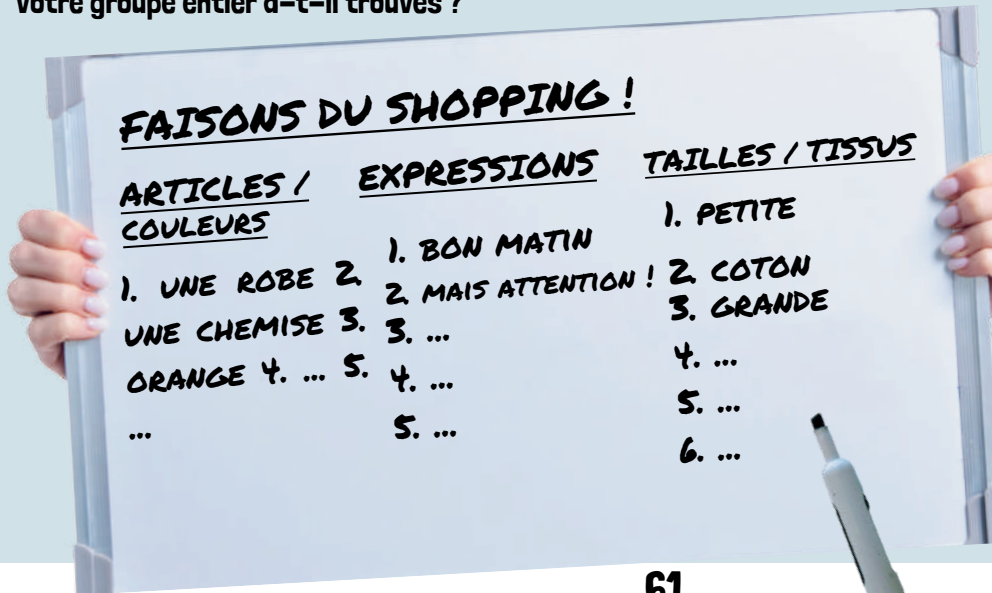 votre groupe entier a-t-il trouvés ?
FAISONS DU SHOPPING !
ARTICLES /
COULEURS
1. UNE ROBE 2.
UNE CHEMISE 3.
ORANGE 4. ... 5.
...
EXPRESSIONS
1. BON MATIN
2. MAIS ATTENTION !
3. ...
4. ...
5. ...
TAILLES / TISSUS
1. PETITE
2. COTON
3. GRANDE
4. ...
5. ...
6. ...
61